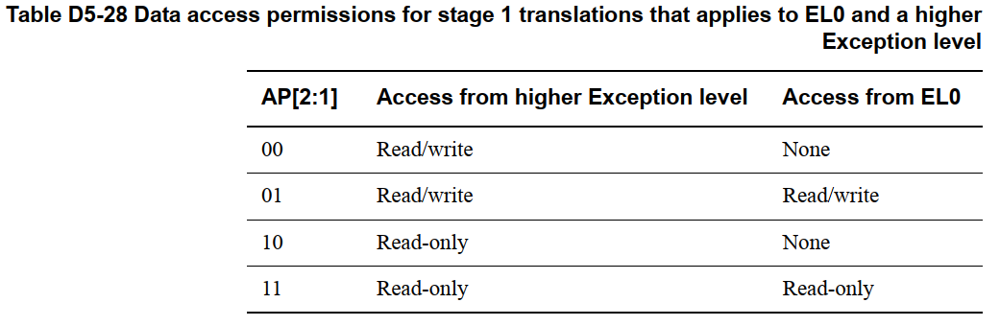 Table D5-28 Data access permissions for stage 1 translations that applies to EL0 and a higher
Exception level
AP[2:1] Access from higher Exception level Access from EL0
00 Read/write None
01 Read/write Read/write
10 Read-only None
11 Read-only Read-only